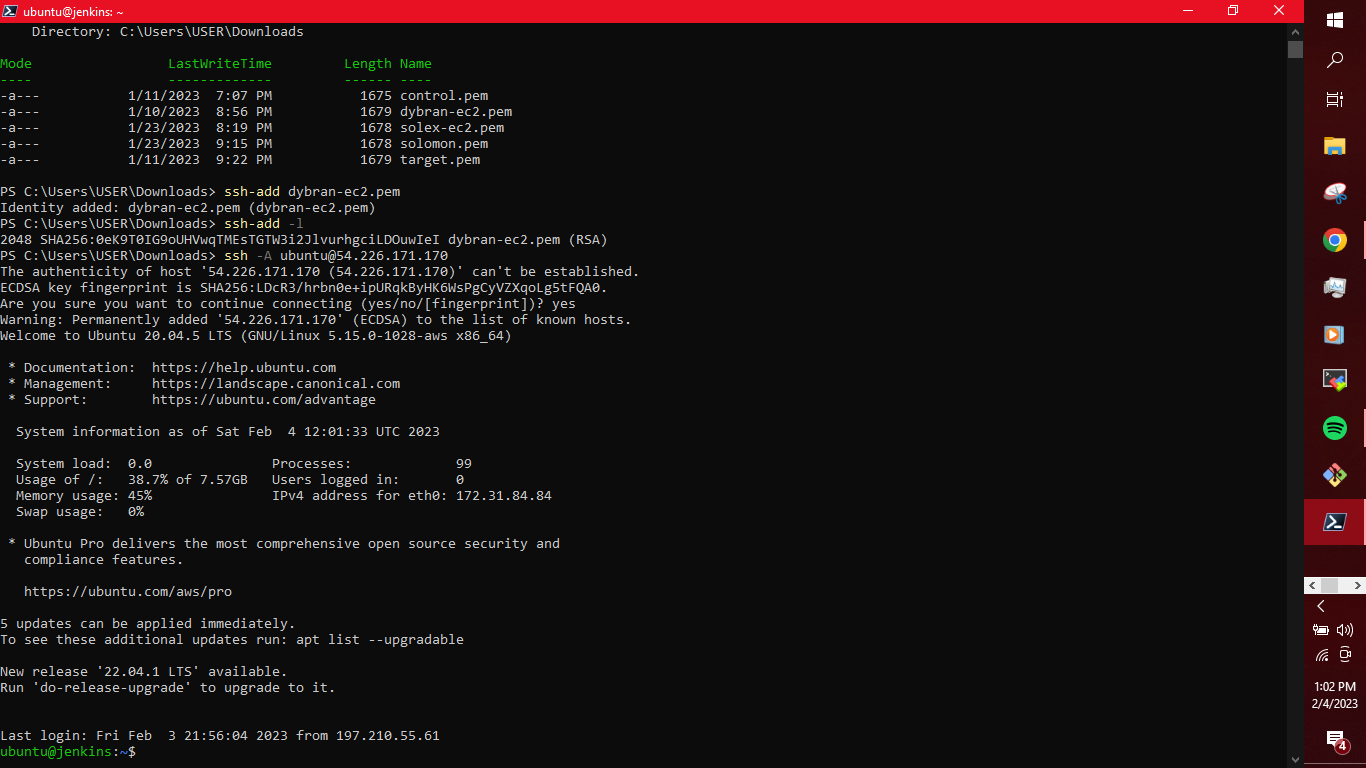 ubuntu@jenkins: ~
    Directory: C:\Users\USER\Downloads
Mode                 LastWriteTime         Length Name
----                 -------------         ------ ----
-a---           1/11/2023  7:07 PM           1675 control.pem
-a---           1/10/2023  8:56 PM           1679 dybran-ec2.pem
-a---           1/23/2023  8:19 PM           1678 solex-ec2.pem
-a---           1/23/2023  9:15 PM           1678 solomon.pem
-a---           1/11/2023  9:22 PM           1679 target.pem
PS C:\Users\USER\Downloads> ssh-add dybran-ec2.pem
Identity added: dybran-ec2.pem (dybran-ec2.pem)
PS C:\Users\USER\Downloads> ssh-add -l
2048 SHA256:0eK9T0IG9oUHVwqTMEsTGTW3i2JlvurhgciLDOuwIeI dybran-ec2.pem (RSA)
PS C:\Users\USER\Downloads> ssh -A ubuntu@54.226.171.170
The authenticity of host '54.226.171.170 (54.226.171.170)' can't be established.
ECDSA key fingerprint is SHA256:LDcR3/hrbn0e+ipURqkByHK6WsPgCyVZXqoLg5tFQA0.
Are you sure you want to continue connecting (yes/no/[fingerprint])? yes
Warning: Permanently added '54.226.171.170' (ECDSA) to the list of known hosts.
Welcome to Ubuntu 20.04.5 LTS (GNU/Linux 5.15.0-1028-aws x86_64)
 * Documentation:  https://help.ubuntu.com
 * Management:     https://landscape.canonical.com
 * Support:        https://ubuntu.com/advantage
  System information as of Sat Feb  4 12:01:33 UTC 2023
  System load:  0.0               Processes:             99
  Usage of /:   38.7% of 7.57GB   Users logged in:       0
  Memory usage: 45%               IPv4 address for eth0: 172.31.84.84
  Swap usage:   0%
 * Ubuntu Pro delivers the most comprehensive open source security and
   compliance features.
   https://ubuntu.com/aws/pro
5 updates can be applied immediately.
To see these additional updates run: apt list --upgradable
New release '22.04.1 LTS' available.
Run 'do-release-upgrade' to upgrade to it.
Last login: Fri Feb  3 21:56:04 2023 from 197.210.55.61
ubuntu@jenkins:~$
1:02 PM
2/4/2023
4